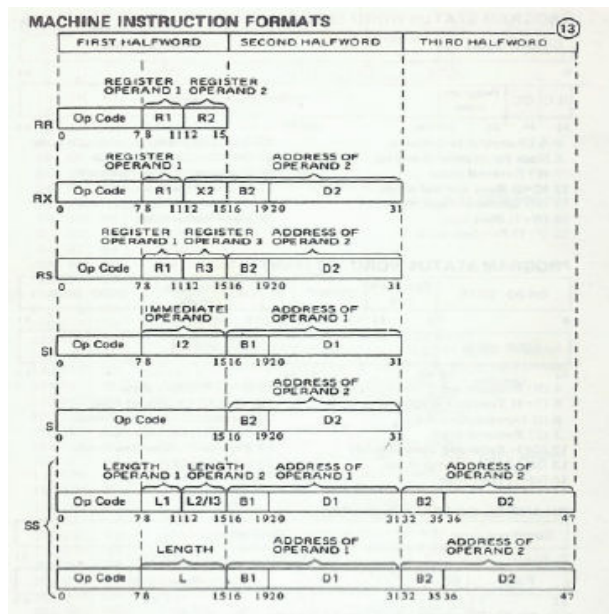 MACHINE INSTRUCTION FORMATS
13
FIRST HALFWORD SECOND HALFWORD THIRD HALFWORD
REGISTER REGISTER
OPERAND 1 OPERAND 2
RR Op Code R1 R2
0 7 8 11 12 15
REGISTER ADDRESS OF
OPERAND 1 OPERAND 2
RX Op Code R1 X2 B2 D2
0 7 8 11 12 15 16 19 20 31
REGISTER REGISTER ADDRESS OF
OPERAND 1 OPERAND 3 OPERAND 2
RS Op Code R1 R3 B2 D2
0 7 8 11 12 15 16 19 20 31
IMMEDIATE ADDRESS OF
OPERAND OPERAND 1
SI Op Code I2 B1 D1
0 7 8 15 16 19 20 31
ADDRESS OF
OPERAND 2
S Op Code B2 D2
0 15 16 19 20 31
LENGTH LENGTH ADDRESS OF ADDRESS OF
OPERAND 1 OPERAND 2 OPERAND 1 OPERAND 2
Op Code L1 L2/I3 B1 D1 B2 D2
0 7 8 11 12 15 16 19 20 31 32 35 36 47
SS
LENGTH ADDRESS OF ADDRESS OF
OPERAND 1 OPERAND 2
Op Code L B1 D1 B2 D2
0 7 8 15 16 19 20 31 32 35 36 47